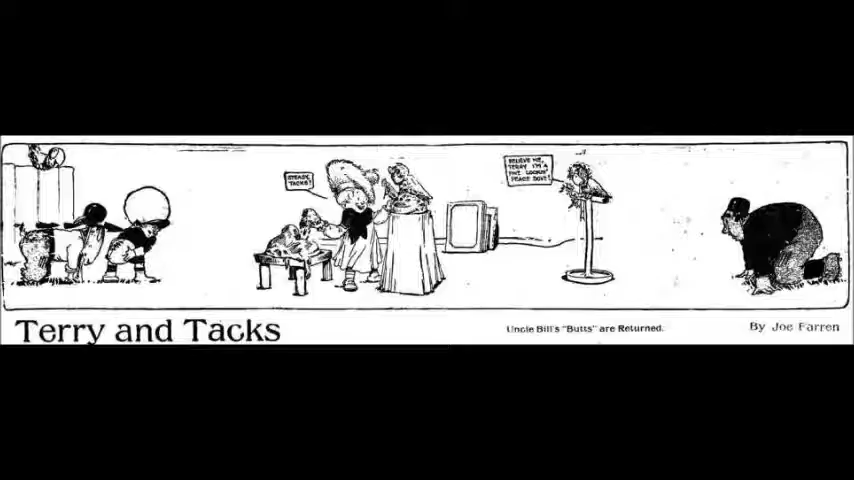 STEADY,
TACKS!
BELIEVE ME,
TERRY I'M A
FINE LOOKIN'
PEACE DOVE!
Terry and Tacks
Uncle Bill's "Butts" are Returned.
By Joe Farren